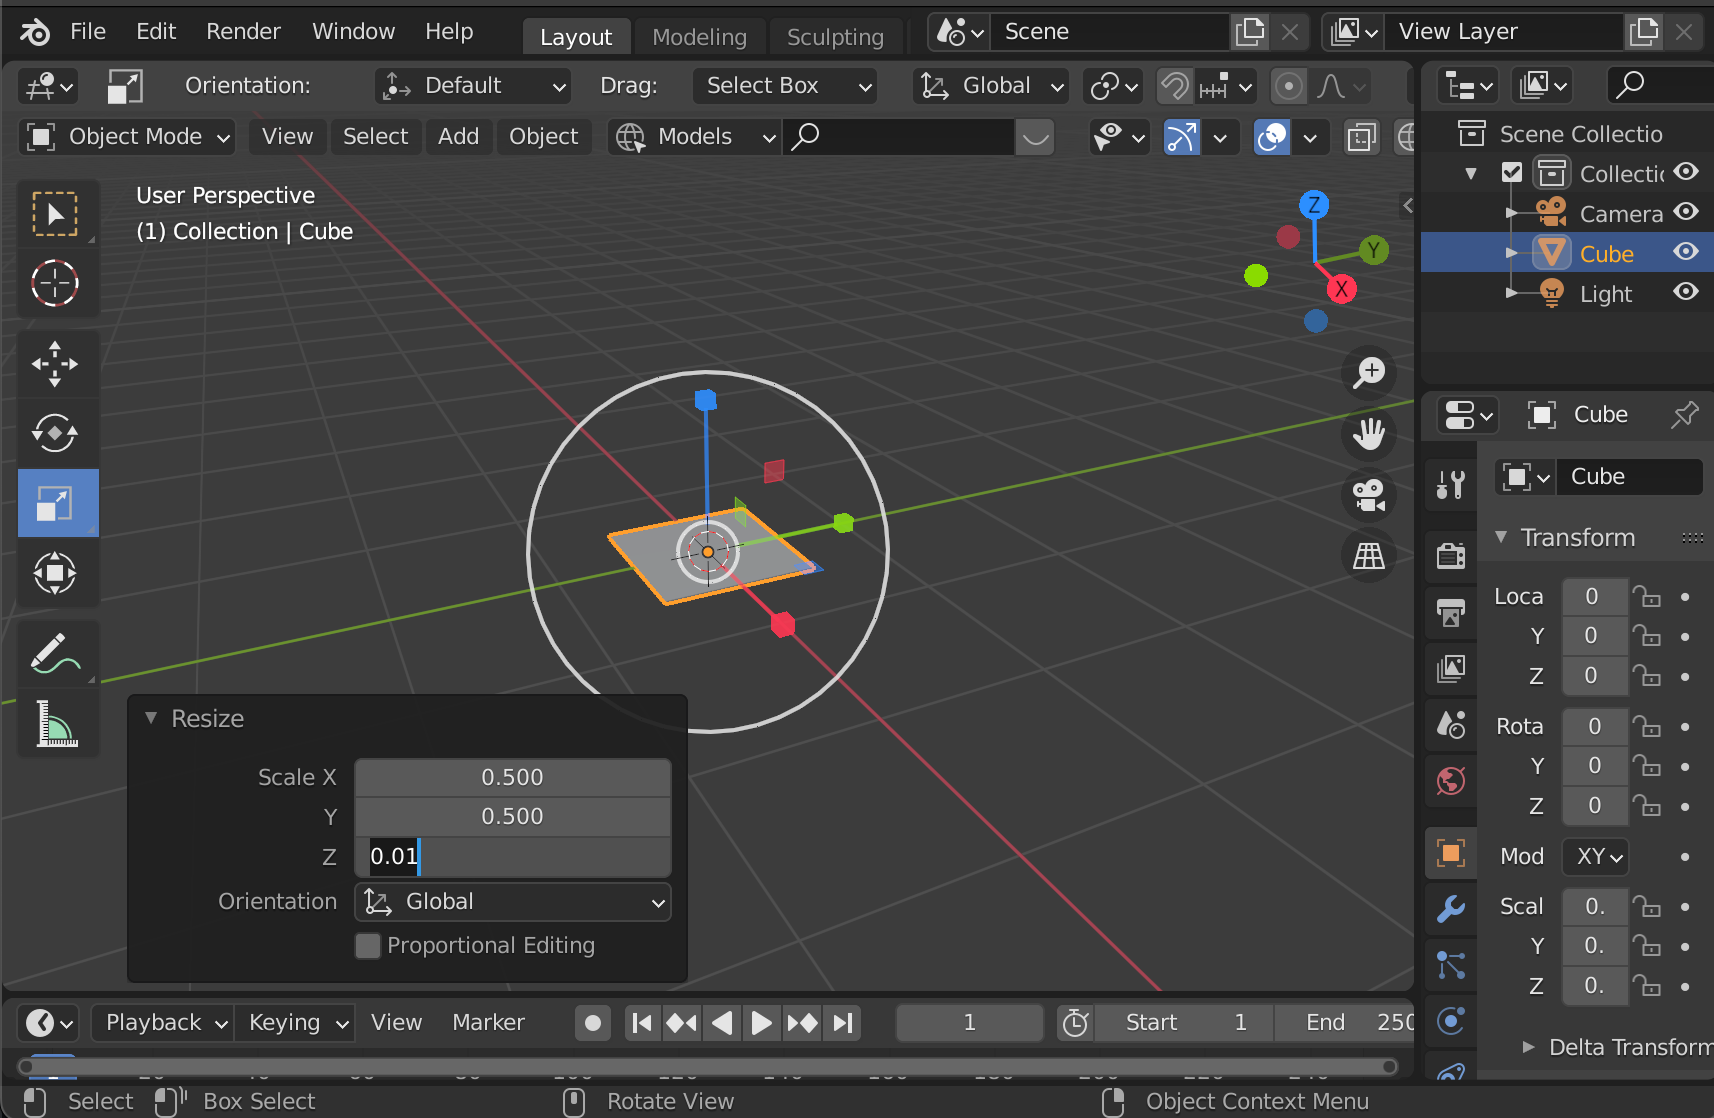 File Edit Render Window Help Layout Modeling Sculpting Scene View Layer
Orientation: Default Drag: Select Box Global
Object Mode View Select Add Object Models
User Perspective
(1) Collection | Cube
Z
Y
X
Scene Collectio
Collectio
Camera
Cube
Light
Cube
Cube
Transform
Loca 0
Y 0
Z 0
Rota 0
Y 0
Z 0
Mod XY
Scal 0.
Y 0.
Z 0.
Delta Transform
Resize
Scale X 0.500
Y 0.500
Z 0.01
Orientation Global
Proportional Editing
Playback Keying View Marker 1 Start 1 End 250
Select Box Select Rotate View Object Context Menu